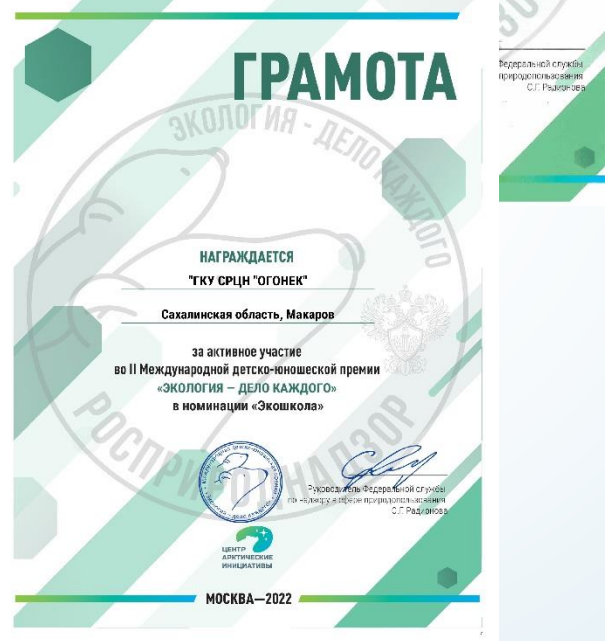 ГРАМОТА
ЭКОЛОГИЯ - ДЕЛО КАЖДОГО
НАГРАЖДАЕТСЯ
"ГКУ СРЦН "ОГОНЕК"
Сахалинская область, Макаров
за активное участие
во II Международной детско-юношеской премии
«ЭКОЛОГИЯ – ДЕЛО КАЖДОГО»
в номинации «Экошкола»
РОСПРИРОДНАДЗОР
Руководитель Федеральной службы
по надзору в сфере природопользования
С.Г. Радионова
ЦЕНТР
АРКТИЧЕСКИЕ
ИНИЦИАТИВЫ
МОСКВА—2022
Федеральной службы
природопользования
С.Г. Радионова